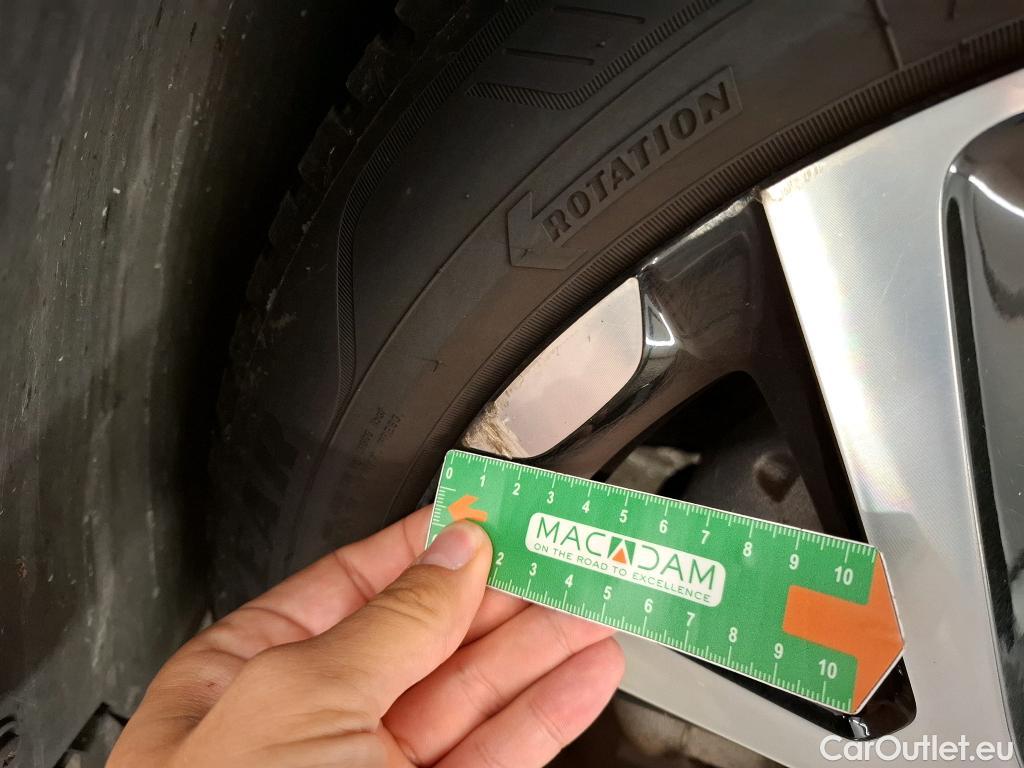 ROTATION
0 1 2 3 4 5 6 7 8 9 10
MACADAM
ON THE ROAD TO EXCELLENCE
2 3 4 5 6 7 8 9 10
CarOutlet.eu